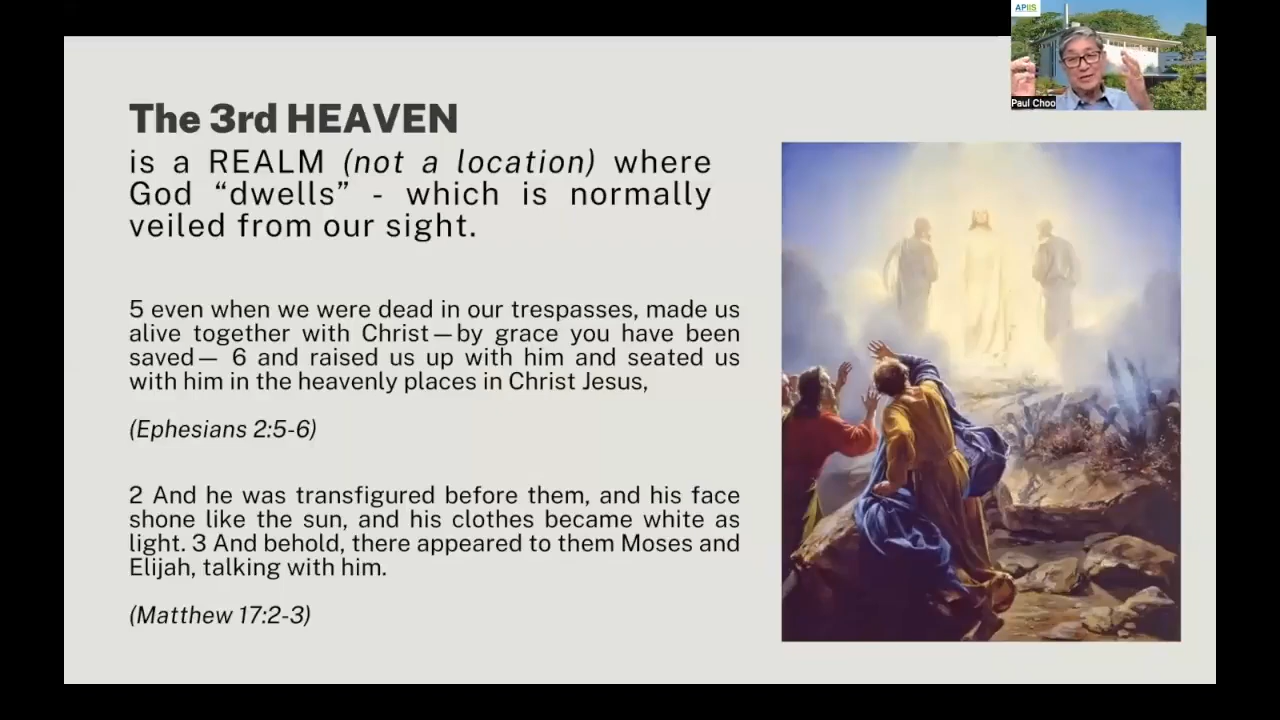 APIIS
Paul Choo
The 3rd HEAVEN
is a REALM (not a location) where
God “dwells” - which is normally
veiled from our sight.
5 even when we were dead in our trespasses, made us
alive together with Christ—by grace you have been
saved— 6 and raised us up with him and seated us
with him in the heavenly places in Christ Jesus,
(Ephesians 2:5-6)
2 And he was transfigured before them, and his face
shone like the sun, and his clothes became white as
light. 3 And behold, there appeared to them Moses and
Elijah, talking with him.
(Matthew 17:2-3)